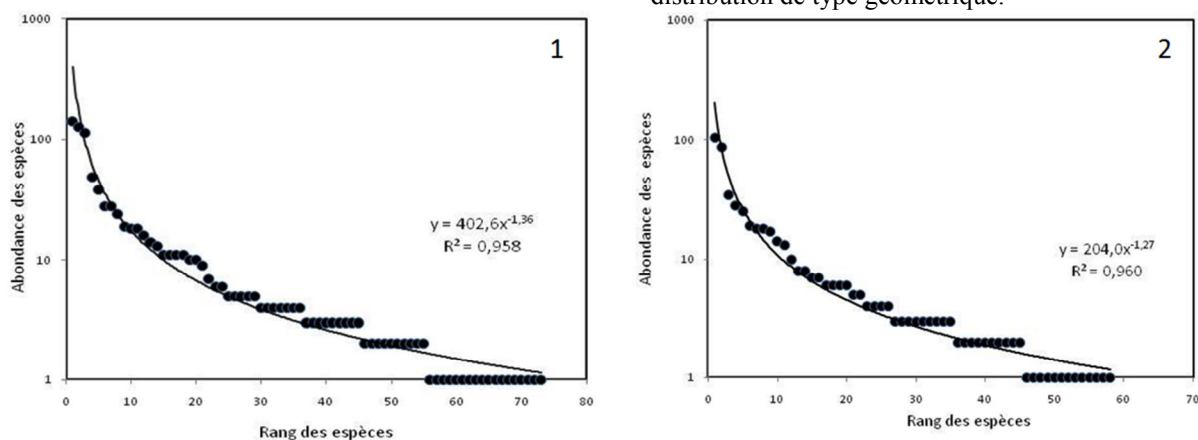 distribution de type géométrique.
1
1000
100
10
1
Abondance des espèces
y = 402,6x^-1,36
R² = 0,958
0 10 20 30 40 50 60 70 80
Rang des espèces
2
1000
100
10
1
Abondance des espèces
y = 204,0x^-1,27
R² = 0,960
0 10 20 30 40 50 60 70
Rang des espèces